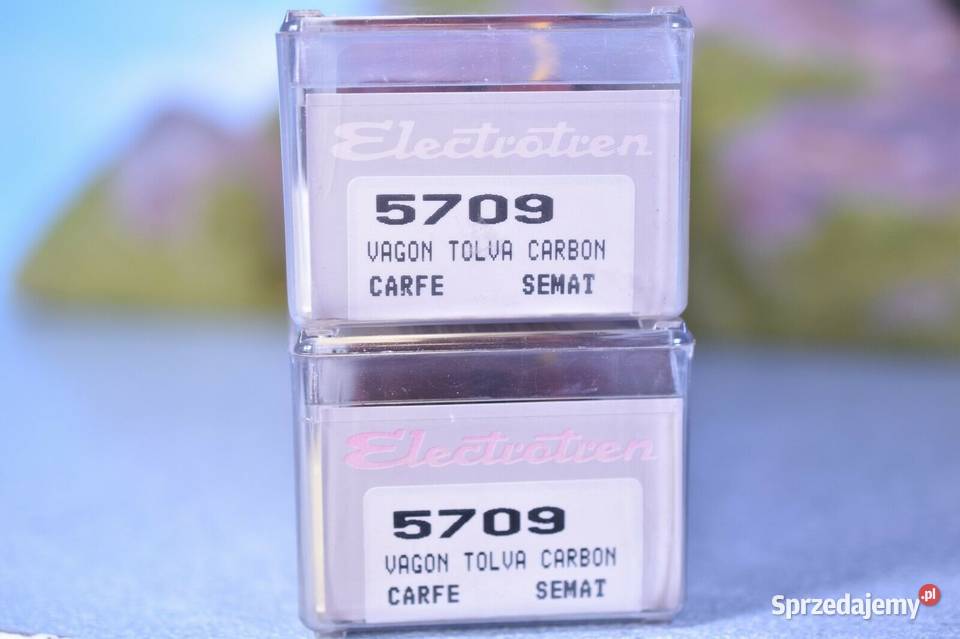 Electrotren
5709
VAGON TOLVA CARBON
CARFE SEMAT
Electrotren
5709
VAGON TOLVA CARBON
CARFE SEMAT
Sprzedajemy.pl